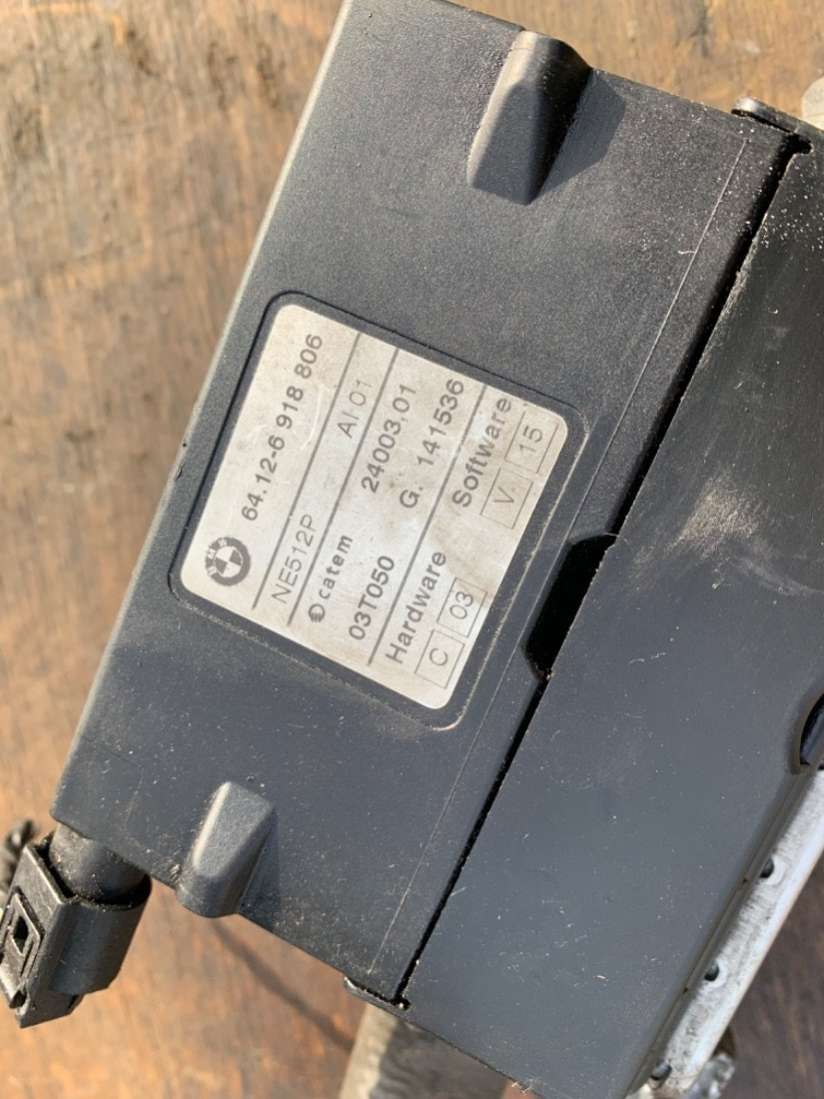 64.12-6 918 806
NE512P AI 01
catem 24003.01
03T050 G. 141536
Hardware Software
C 03 V 15